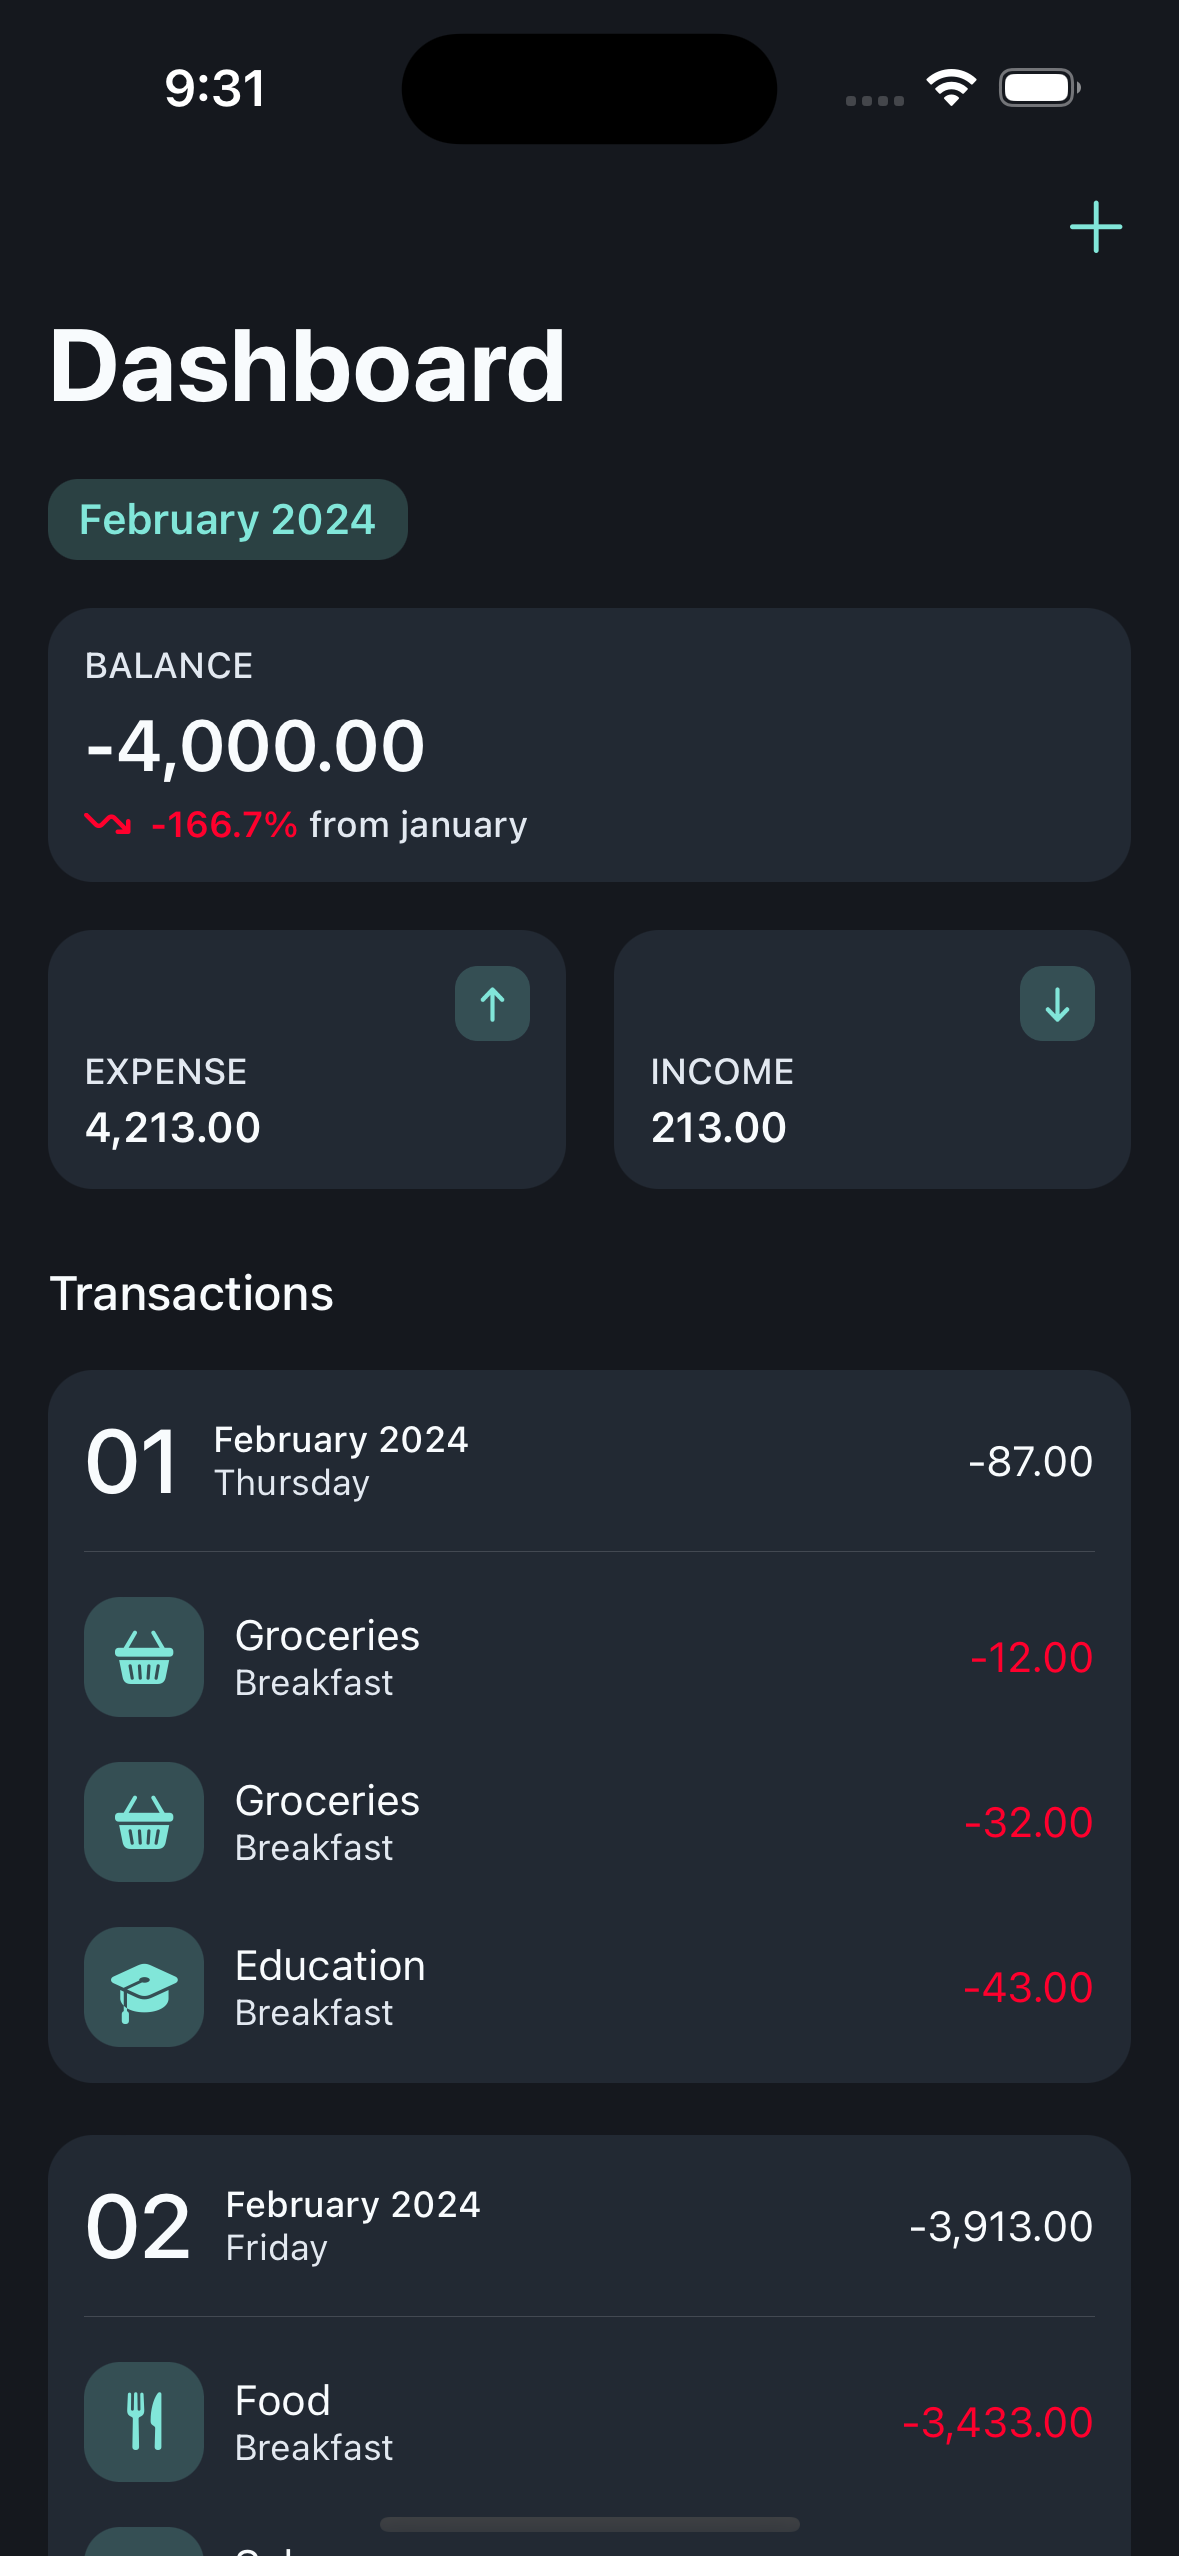 9:31
Dashboard
February 2024
BALANCE
-4,000.00
-166.7% from january
EXPENSE
4,213.00
INCOME
213.00
Transactions
01
February 2024
Thursday
-87.00
Groceries
Breakfast
-12.00
Groceries
Breakfast
-32.00
Education
Breakfast
-43.00
02
February 2024
Friday
-3,913.00
Food
Breakfast
-3,433.00